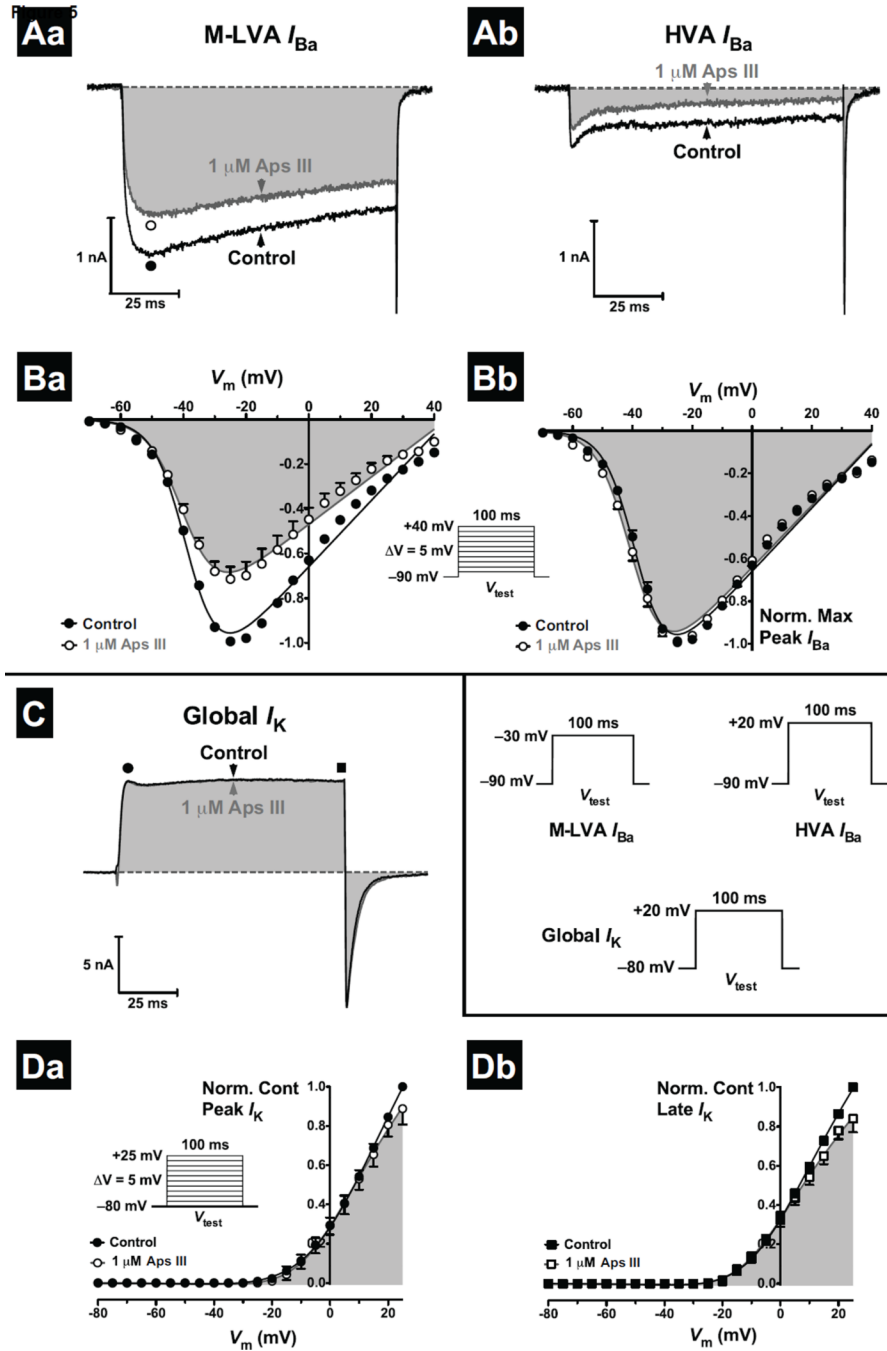 Figure 5
Aa
M-LVA IBa
1 μM Aps III
Control
1 nA
25 ms
Ab
HVA IBa
1 μM Aps III
Control
1 nA
25 ms
Ba
Vm (mV)
-60 -40 -20 0 20 40
-0.2
-0.4
-0.6
-0.8
-1.0
Control
1 μM Aps III
100 ms
+40 mV
ΔV = 5 mV
–90 mV
Vtest
Bb
Vm (mV)
-60 -40 -20 0 20 40
-0.2
-0.4
-0.6
-0.8
-1.0
Control
1 μM Aps III
Norm. Max
Peak IBa
C
Global IK
Control
1 μM Aps III
5 nA
25 ms
100 ms
–30 mV
–90 mV
Vtest
M-LVA IBa
100 ms
+20 mV
–90 mV
Vtest
HVA IBa
100 ms
+20 mV
Global IK
–80 mV
Vtest
Da
Norm. Cont
Peak IK
1.0
0.8
0.6
0.4
0.2
0.0
100 ms
+25 mV
ΔV = 5 mV
–80 mV
Vtest
Control
1 μM Aps III
-80 -60 -40 -20 0 20
Vm (mV)
Db
Norm. Cont
Late IK
1.0
0.8
0.6
0.4
0.2
0.0
Control
1 μM Aps III
-80 -60 -40 -20 0 20
Vm (mV)